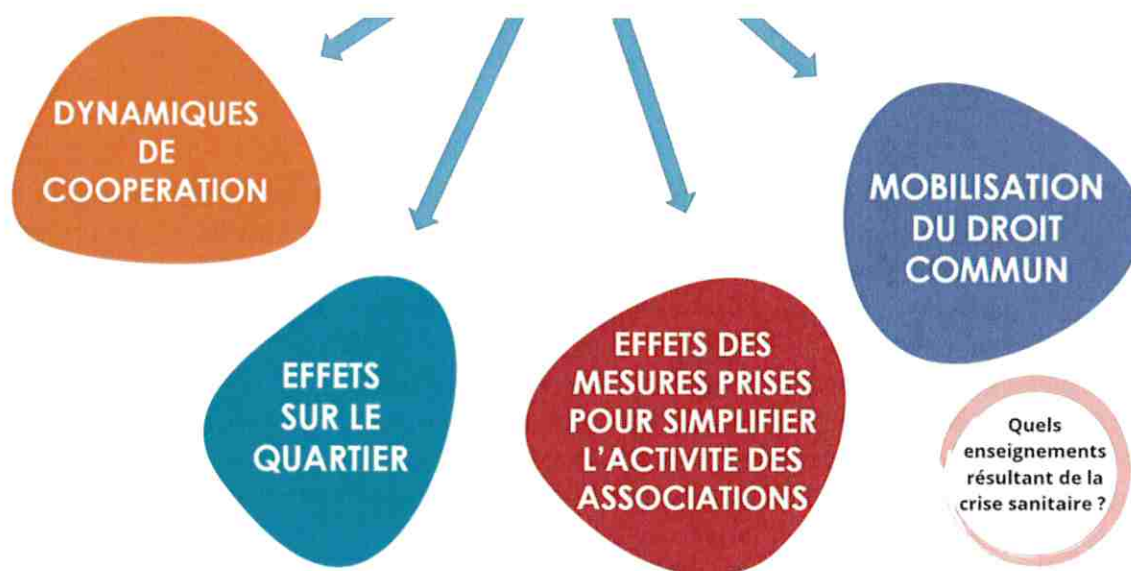 DYNAMIQUES
DE
COOPERATION
MOBILISATION
DU DROIT
COMMUN
EFFETS
SUR LE
QUARTIER
EFFETS DES
MESURES PRISES
POUR SIMPLIFIER
L'ACTIVITE DES
ASSOCIATIONS
Quels
enseignements
résultant de la
crise sanitaire ?